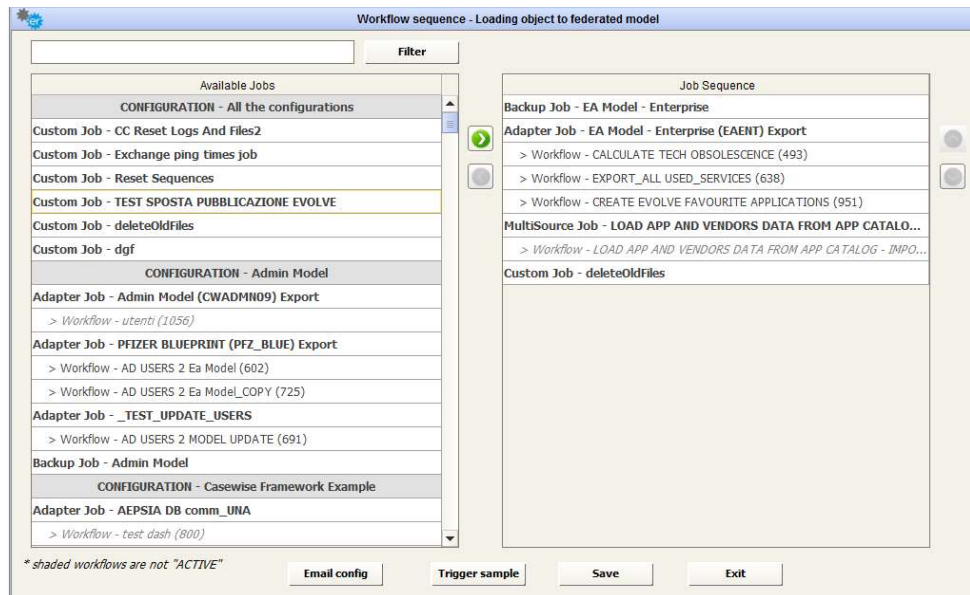 er
Workflow sequence - Loading object to federated model
Filter
Available Jobs
CONFIGURATION - All the configurations
Custom Job - CC Reset Logs And Files2
Custom Job - Exchange ping times job
Custom Job - Reset Sequences
Custom Job - TEST SPOSTA PUBBLICAZIONE EVOLVE
Custom Job - deleteOldFiles
Custom Job - dgf
CONFIGURATION - Admin Model
Adapter Job - Admin Model (CWADMN09) Export
> Workflow - utenti (1056)
Adapter Job - PFIZER BLUEPRINT (PFZ_BLUE) Export
> Workflow - AD USERS 2 Ea Model (602)
> Workflow - AD USERS 2 Ea Model_COPY (725)
Adapter Job - _TEST_UPDATE_USERS
> Workflow - AD USERS 2 MODEL UPDATE (691)
Backup Job - Admin Model
CONFIGURATION - Casewise Framework Example
Adapter Job - AEPSIA DB comm_UNA
> Workflow - test dash (800)
Job Sequence
Backup Job - EA Model - Enterprise
Adapter Job - EA Model - Enterprise (EAENT) Export
> Workflow - CALCULATE TECH OBSOLESCENCE (493)
> Workflow - EXPORT_ALL USED_SERVICES (638)
> Workflow - CREATE EVOLVE FAVOURITE APPLICATIONS (951)
MultiSource Job - LOAD APP AND VENDORS DATA FROM APP CATALO...
> Workflow - LOAD APP AND VENDORS DATA FROM APP CATALOG - IMPO...
Custom Job - deleteOldFiles
* shaded workflows are not "ACTIVE"
Email config
Trigger sample
Save
Exit